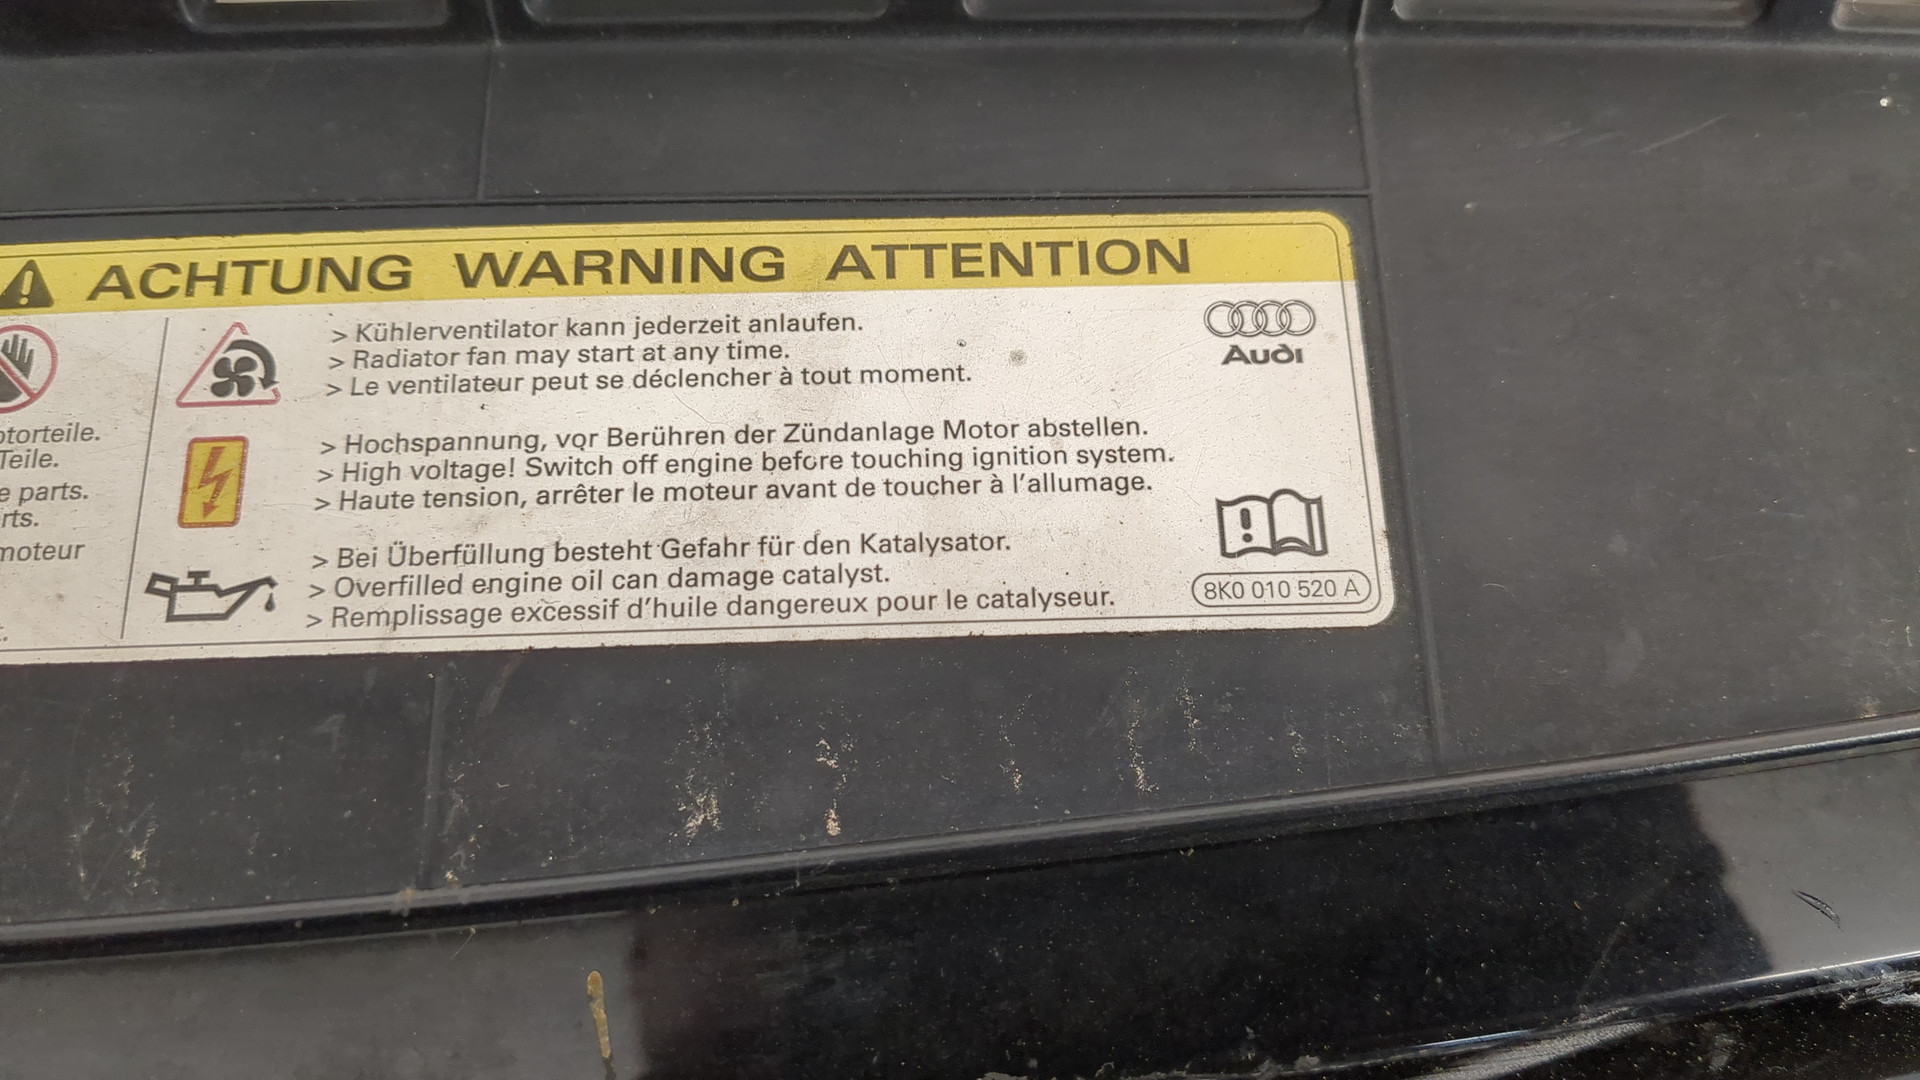 ACHTUNG WARNING ATTENTION
otorteile.
Teile.
e parts.
rts.
moteur
> Kühlerventilator kann jederzeit anlaufen.
> Radiator fan may start at any time.
> Le ventilateur peut se déclencher à tout moment.
> Hochspannung, vor Berühren der Zündanlage Motor abstellen.
> High voltage! Switch off engine before touching ignition system.
> Haute tension, arrêter le moteur avant de toucher à l'allumage.
> Bei Überfüllung besteht Gefahr für den Katalysator.
> Overfilled engine oil can damage catalyst.
> Remplissage excessif d'huile dangereux pour le catalyseur.
Audi
8K0 010 520 A